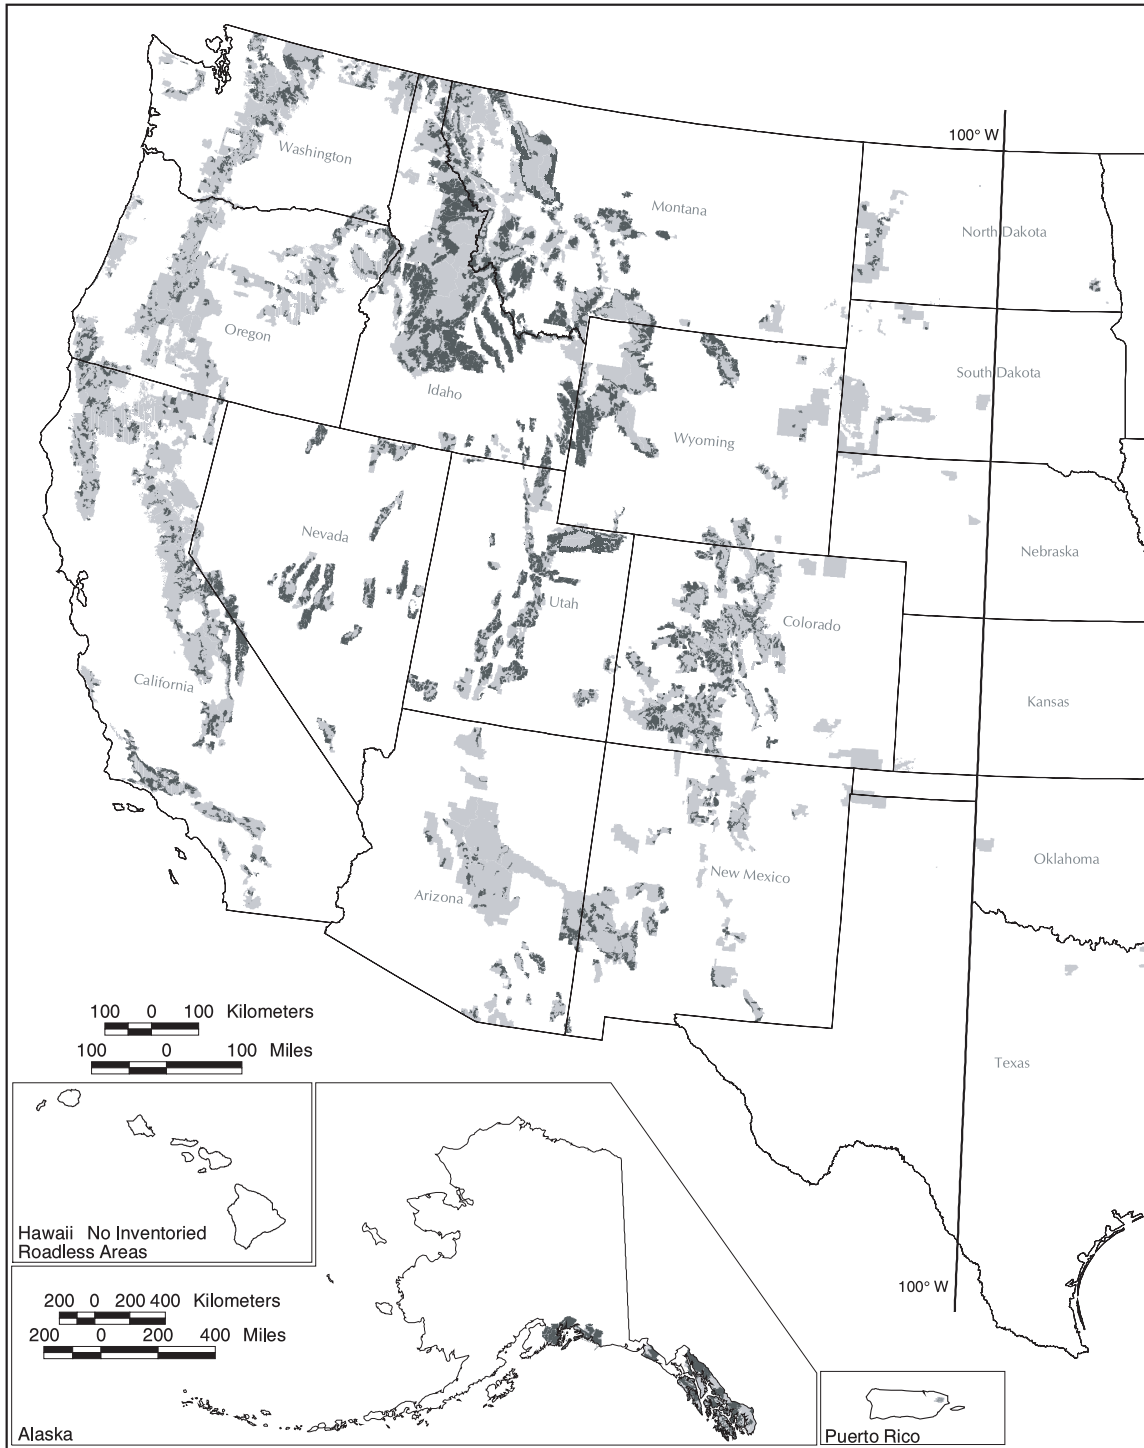 100° W
Washington
Montana
North Dakota
Oregon
South Dakota
Idaho
Wyoming
Nevada
Nebraska
Utah
Colorado
California
Kansas
Oklahoma
New Mexico
Arizona
100 0 100 Kilometers
100 0 100 Miles
Texas
Hawaii No Inventoried
Roadless Areas
100° W
200 0 200 400 Kilometers
200 0 200 400 Miles
Alaska
Puerto Rico